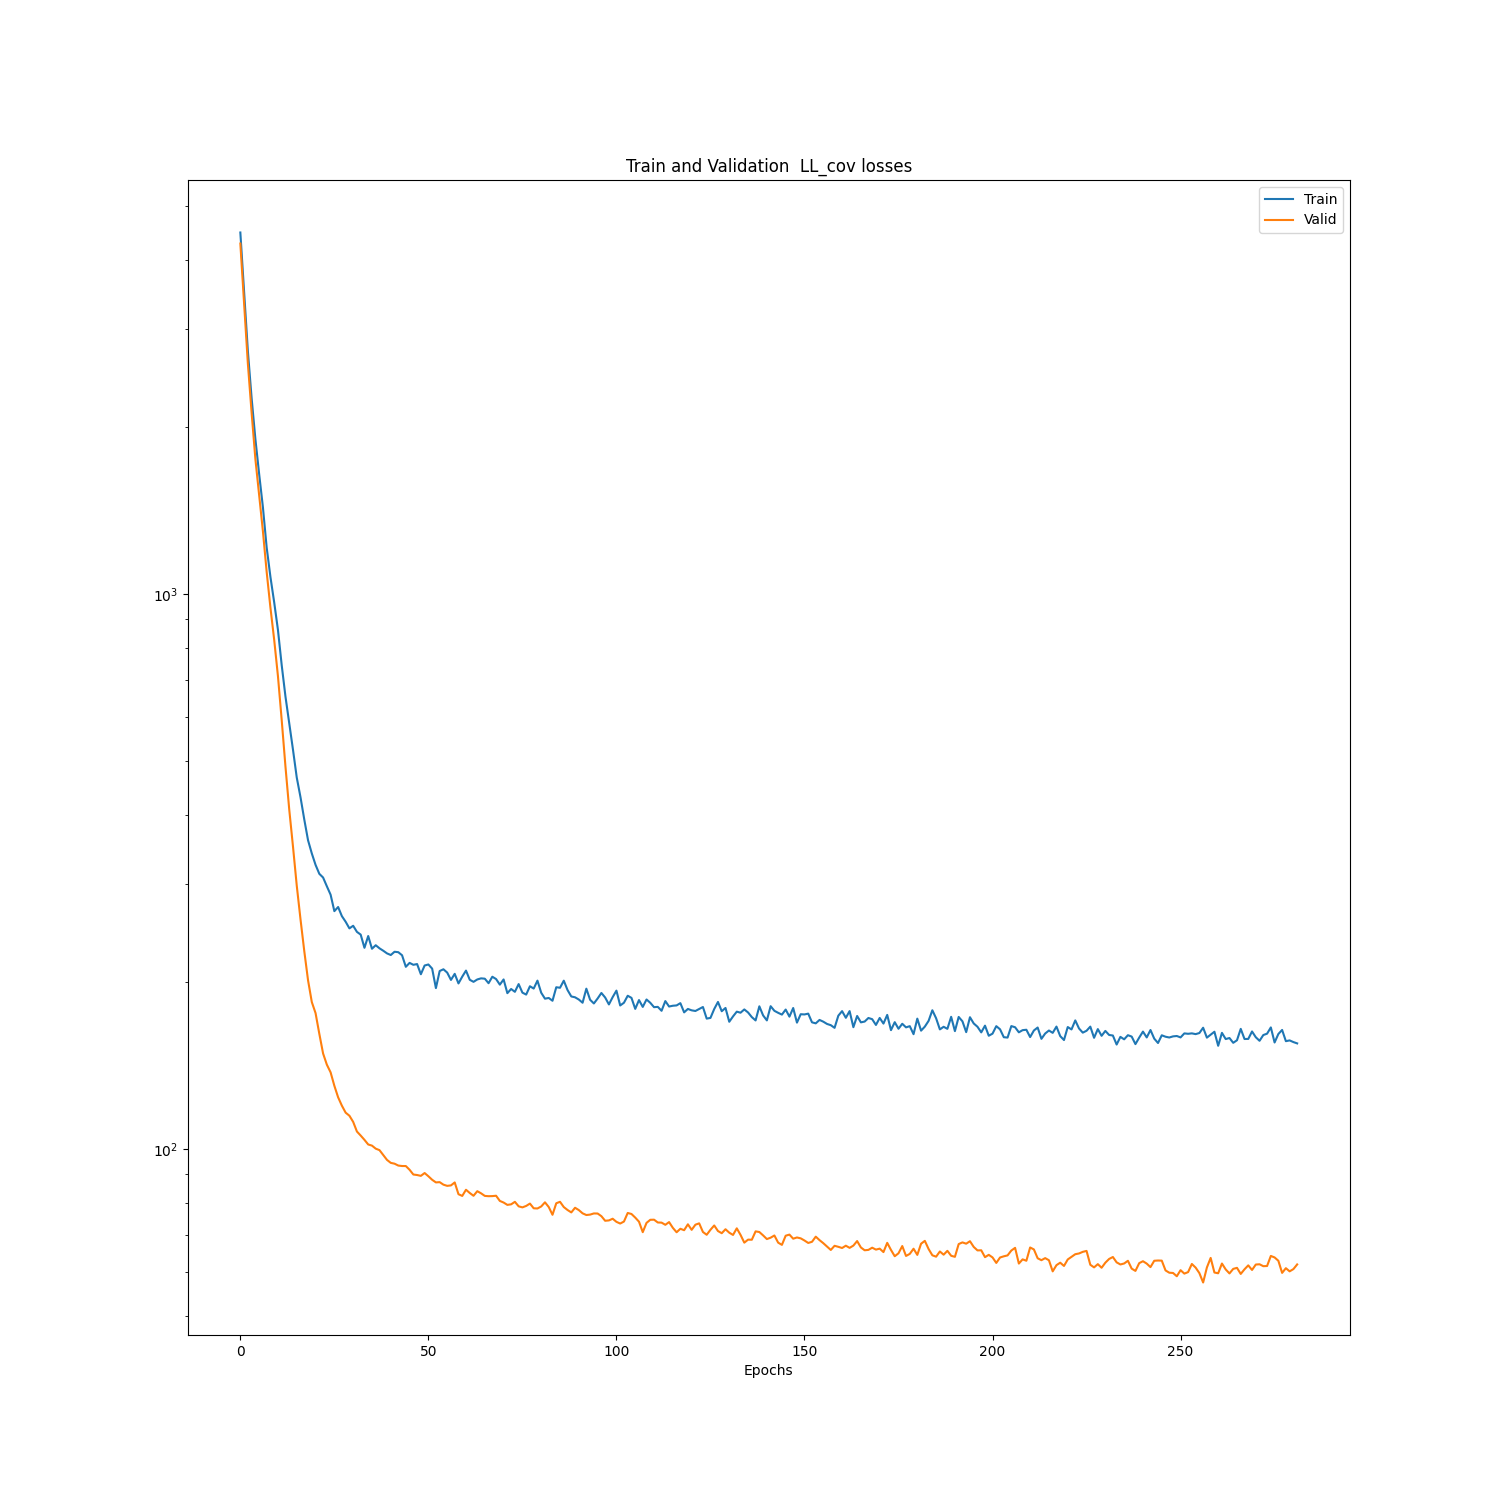 Train and Validation  LL_cov losses
Train
Valid
10³
10²
0 50 100 150 200 250
Epochs